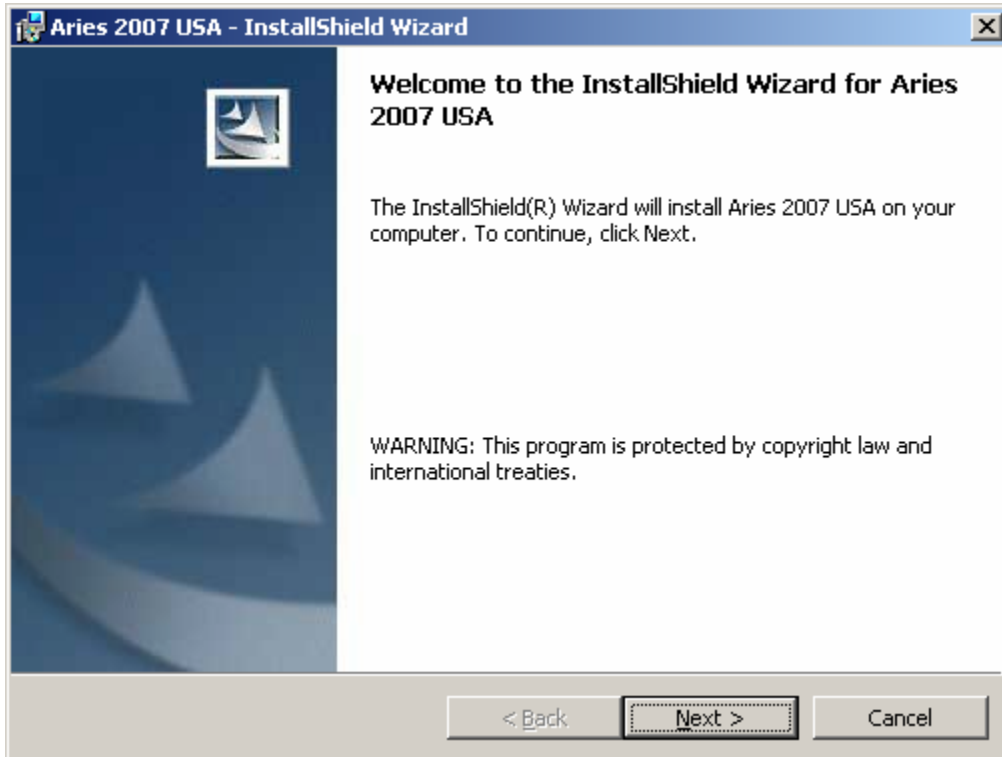 Aries 2007 USA - InstallShield Wizard
Welcome to the InstallShield Wizard for Aries
2007 USA
The InstallShield(R) Wizard will install Aries 2007 USA on your
computer. To continue, click Next.
WARNING: This program is protected by copyright law and
international treaties.
< Back
Next >
Cancel